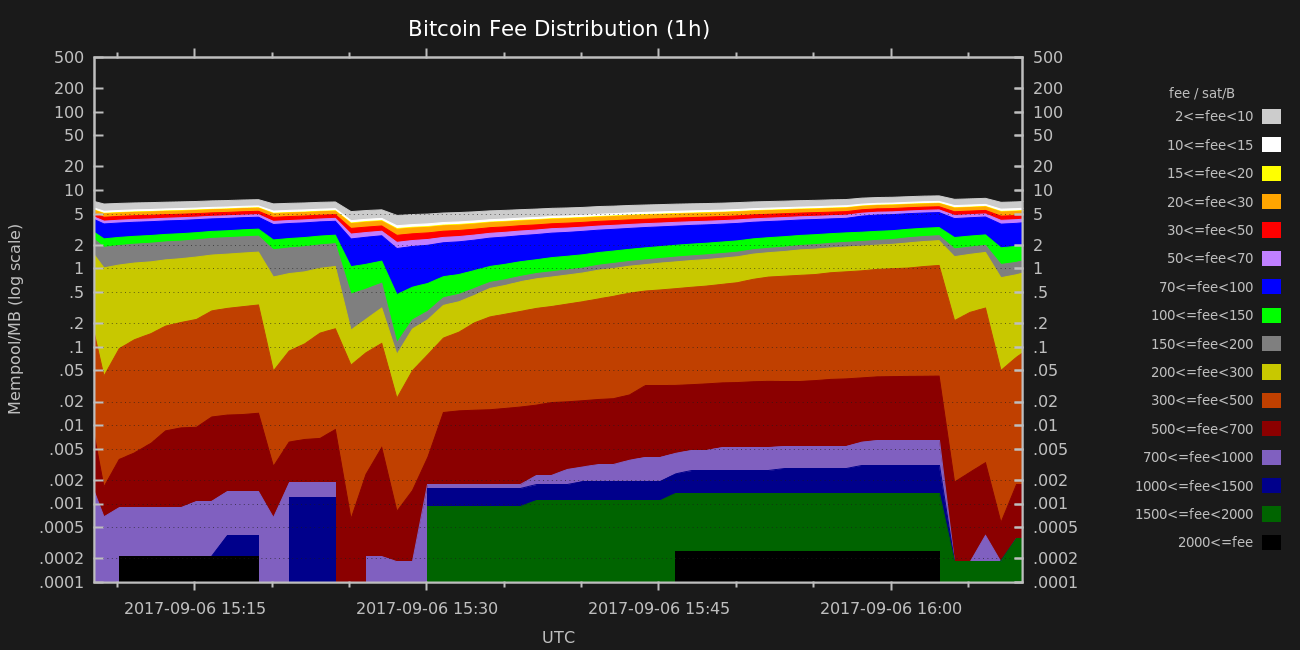 Bitcoin Fee Distribution (1h)
Mempool/MB (log scale)
500
200
100
50
20
10
5
2
1
.5
.2
.1
.05
.02
.01
.005
.002
.001
.0005
.0002
.0001
500
200
100
50
20
10
5
2
1
.5
.2
.1
.05
.02
.01
.005
.002
.001
.0005
.0002
.0001
2017-09-06 15:15
2017-09-06 15:30
2017-09-06 15:45
2017-09-06 16:00
UTC
fee / sat/B
2<=fee<10
10<=fee<15
15<=fee<20
20<=fee<30
30<=fee<50
50<=fee<70
70<=fee<100
100<=fee<150
150<=fee<200
200<=fee<300
300<=fee<500
500<=fee<700
700<=fee<1000
1000<=fee<1500
1500<=fee<2000
2000<=fee